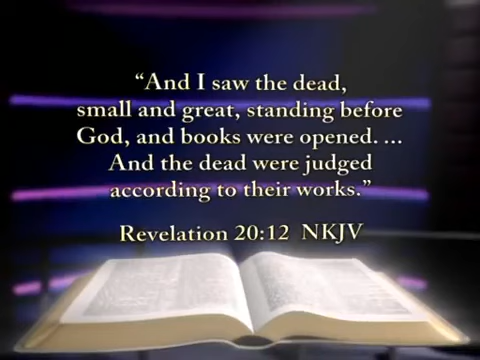 “And I saw the dead,
small and great, standing before
God, and books were opened. ...
And the dead were judged
according to their works.”
Revelation 20:12 NKJV